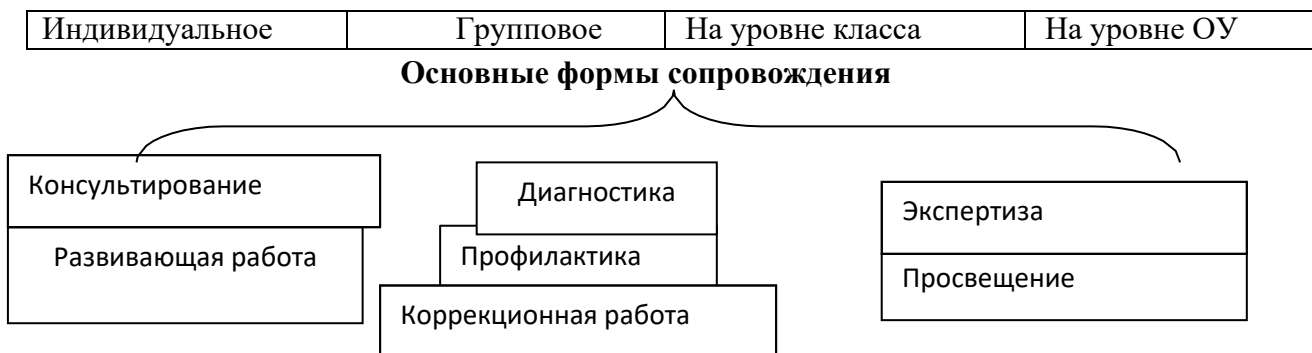 Индивидуальное Групповое На уровне класса На уровне ОУ
Основные формы сопровождения
Консультирование
Развивающая работа
Диагностика
Профилактика
Коррекционная работа
Экспертиза
Просвещение